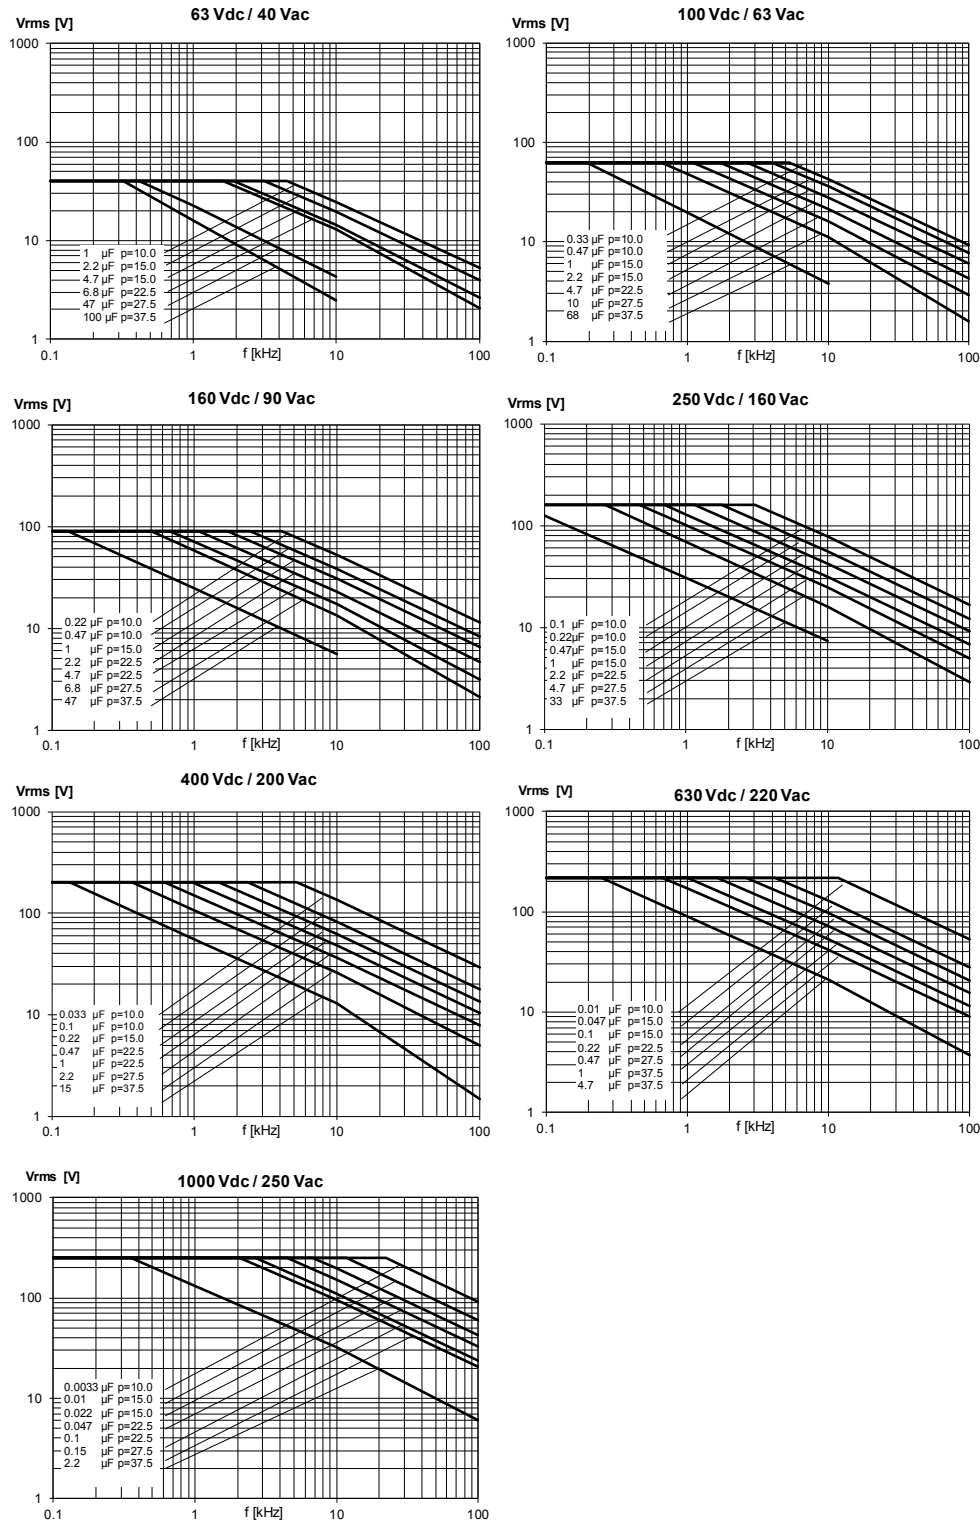 63 Vdc / 40 Vac
Vrms [V]
1000
100
10
1
1 µF p=10.0
2.2 µF p=15.0
4.7 µF p=15.0
6.8 µF p=22.5
47 µF p=27.5
100 µF p=37.5
0.1 1 10 100
f [kHz]
100 Vdc / 63 Vac
Vrms [V]
1000
100
10
1
0.33 µF p=10.0
0.47 µF p=10.0
1 µF p=15.0
2.2 µF p=15.0
4.7 µF p=22.5
10 µF p=27.5
68 µF p=37.5
0.1 1 10 100
f [kHz]
160 Vdc / 90 Vac
Vrms [V]
1000
100
10
1
0.22 µF p=10.0
0.47 µF p=10.0
1 µF p=15.0
2.2 µF p=22.5
4.7 µF p=22.5
6.8 µF p=27.5
47 µF p=37.5
0.1 1 10 100
f [kHz]
250 Vdc / 160 Vac
Vrms [V]
1000
100
10
1
0.1 µF p=10.0
0.22µF p=10.0
0.47µF p=15.0
1 µF p=15.0
2.2 µF p=22.5
4.7 µF p=27.5
33 µF p=37.5
0.1 1 10 100
f [kHz]
400 Vdc / 200 Vac
Vrms [V]
1000
100
10
1
0.033 µF p=10.0
0.1 µF p=10.0
0.22 µF p=15.0
0.47 µF p=22.5
1 µF p=22.5
2.2 µF p=27.5
15 µF p=37.5
0.1 1 10 100
f [kHz]
630 Vdc / 220 Vac
Vrms [V]
1000
100
10
1
0.01 µF p=10.0
0.047 µF p=15.0
0.1 µF p=15.0
0.22 µF p=22.5
0.47 µF p=27.5
1 µF p=37.5
4.7 µF p=37.5
0.1 1 10 100
f [kHz]
1000 Vdc / 250 Vac
Vrms [V]
1000
100
10
1
0.0033 µF p=10.0
0.01 µF p=15.0
0.022 µF p=15.0
0.047 µF p=22.5
0.1 µF p=22.5
0.15 µF p=27.5
2.2 µF p=37.5
0.1 1 10 100
f [kHz]